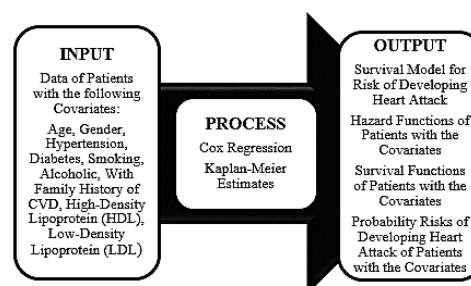 INPUT
Data of Patients
with the following
Covariates:
Age, Gender,
Hypertension,
Diabetes, Smoking,
Alcoholic, With
Family History of
CVD, High-Density
Lipoprotein (HDL),
Low-Density
Lipoprotein (LDL)
PROCESS
Cox Regression
Kaplan-Meier
Estimates
OUTPUT
Survival Model for
Risk of Developing
Heart Attack
Hazard Functions of
Patients with the
Covariates
Survival Functions
of Patients with the
Covariates
Probability Risks of
Developing Heart
Attack of Patients
with the Covariates